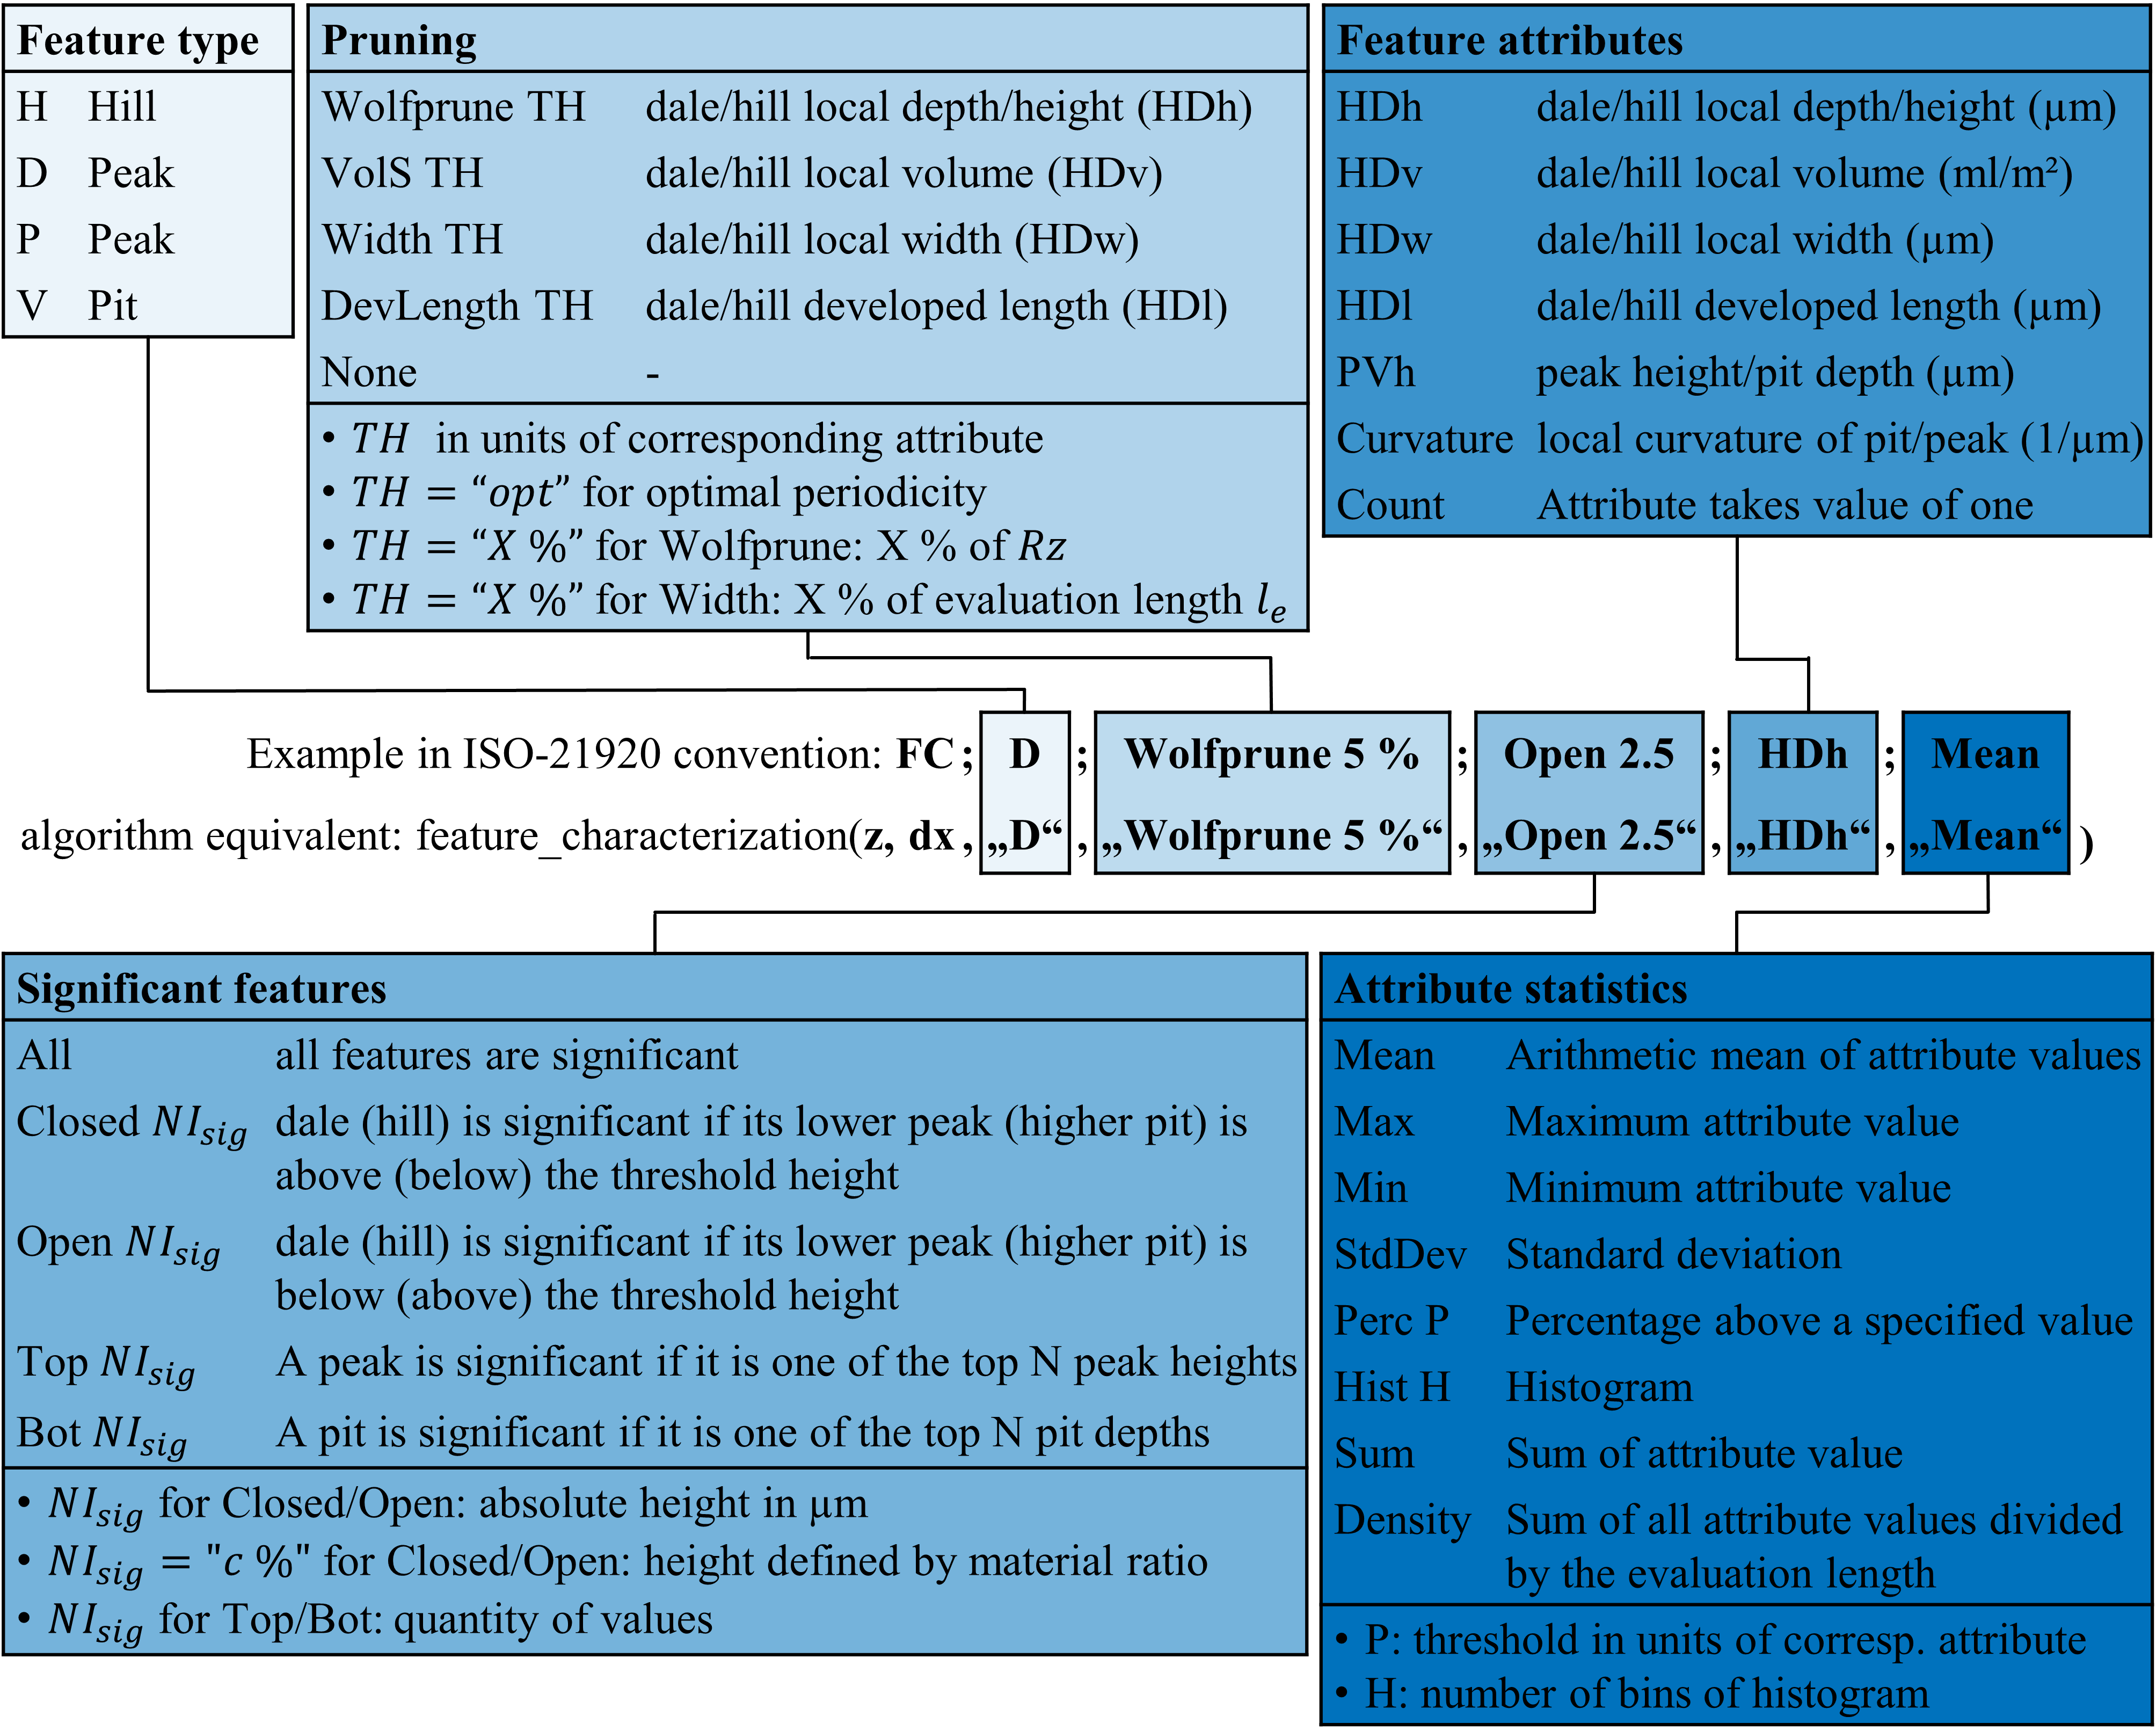 Feature type
H Hill
D Peak
P Peak
V Pit
Pruning
Wolfprune TH dale/hill local depth/height (HDh)
VolS TH dale/hill local volume (HDv)
Width TH dale/hill local width (HDw)
DevLength TH dale/hill developed length (HDl)
None -
• TH in units of corresponding attribute
• TH = “opt” for optimal periodicity
• TH = “X %” for Wolfprune: X % of Rz
• TH = “X %” for Width: X % of evaluation length l_e
Feature attributes
HDh dale/hill local depth/height (µm)
HDv dale/hill local volume (ml/m²)
HDw dale/hill local width (µm)
HDl dale/hill developed length (µm)
PVh peak height/pit depth (µm)
Curvature local curvature of pit/peak (1/µm)
Count Attribute takes value of one
Example in ISO-21920 convention: FC; D ; Wolfprune 5 % ; Open 2.5 ; HDh ; Mean
algorithm equivalent: feature_characterization(z, dx, „D“ , „Wolfprune 5 %“ , „Open 2.5“ , „HDh“ , „Mean“ )
Significant features
All all features are significant
Closed NI_sig dale (hill) is significant if its lower peak (higher pit) is
above (below) the threshold height
Open NI_sig dale (hill) is significant if its lower peak (higher pit) is
below (above) the threshold height
Top NI_sig A peak is significant if it is one of the top N peak heights
Bot NI_sig A pit is significant if it is one of the top N pit depths
• NI_sig for Closed/Open: absolute height in µm
• NI_sig = "c %" for Closed/Open: height defined by material ratio
• NI_sig for Top/Bot: quantity of values
Attribute statistics
Mean Arithmetic mean of attribute values
Max Maximum attribute value
Min Minimum attribute value
StdDev Standard deviation
Perc P Percentage above a specified value
Hist H Histogram
Sum Sum of attribute value
Density Sum of all attribute values divided
by the evaluation length
• P: threshold in units of corresp. attribute
• H: number of bins of histogram